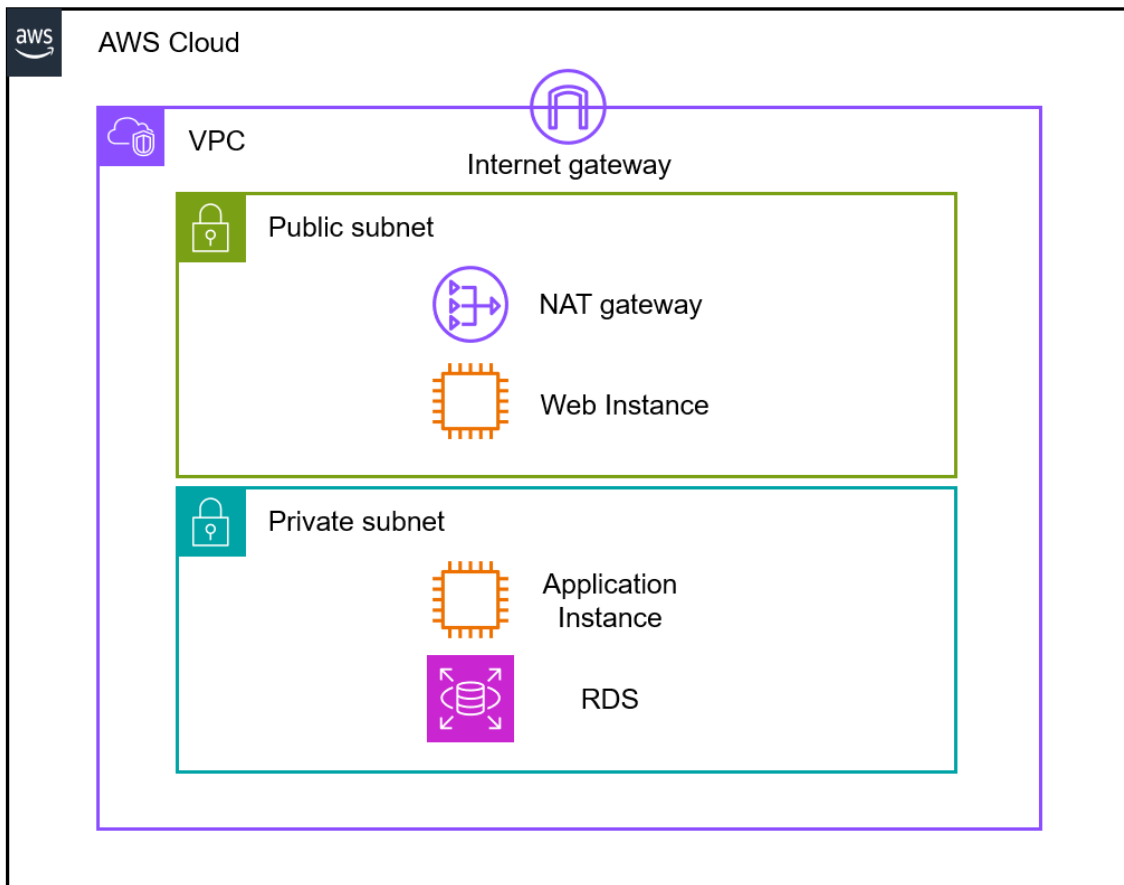 aws
AWS Cloud
VPC
Internet gateway
Public subnet
NAT gateway
Web Instance
Private subnet
Application
Instance
RDS